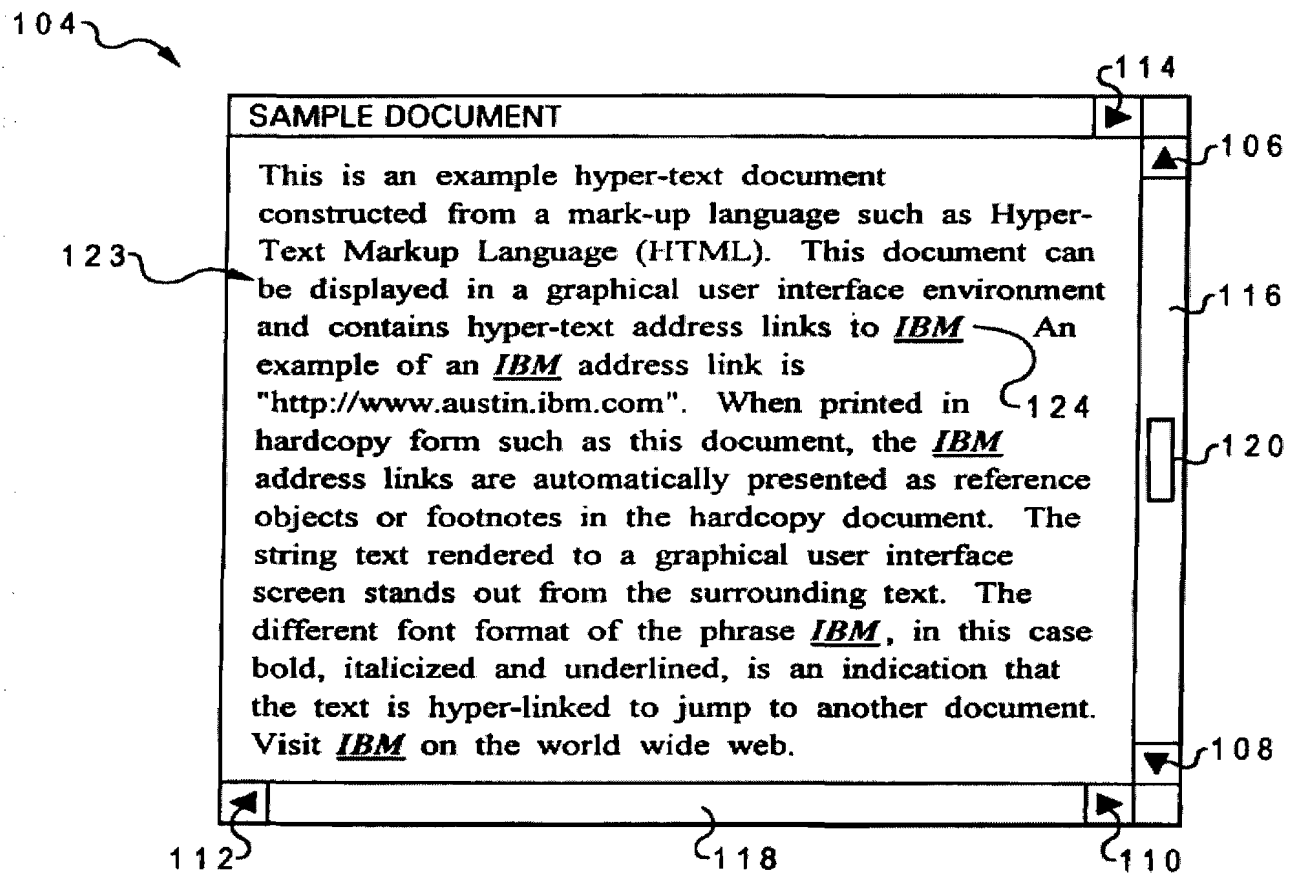 104
114
SAMPLE DOCUMENT
106
This is an example hyper-text document
constructed from a mark-up language such as Hyper-
Text Markup Language (HTML). This document can
123
be displayed in a graphical user interface environment
116
and contains hyper-text address links to IBM An
example of an IBM address link is
"http://www.austin.ibm.com". When printed in
124
hardcopy form such as this document, the IBM
120
address links are automatically presented as reference
objects or footnotes in the hardcopy document. The
string text rendered to a graphical user interface
screen stands out from the surrounding text. The
different font format of the phrase IBM, in this case
bold, italicized and underlined, is an indication that
the text is hyper-linked to jump to another document.
Visit IBM on the world wide web.
108
112
118
110